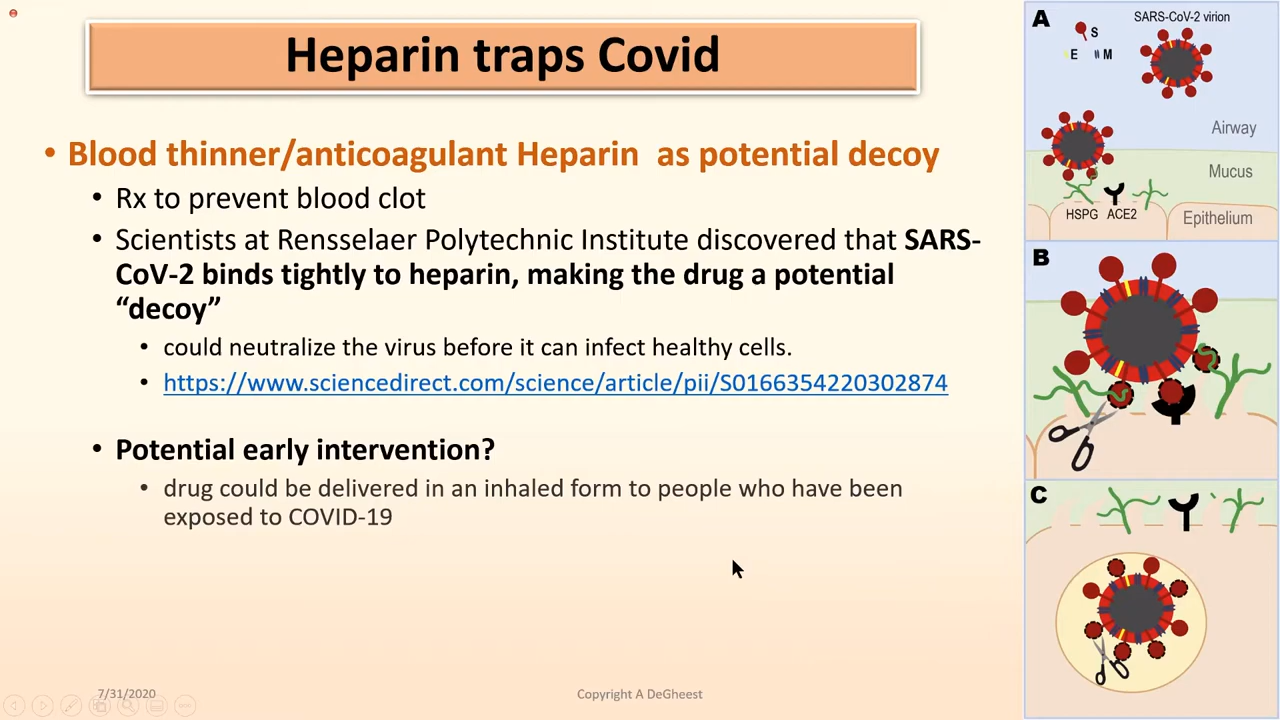 Heparin traps Covid
• Blood thinner/anticoagulant Heparin as potential decoy
• Rx to prevent blood clot
• Scientists at Rensselaer Polytechnic Institute discovered that SARS-
CoV-2 binds tightly to heparin, making the drug a potential
“decoy”
• could neutralize the virus before it can infect healthy cells.
• https://www.sciencedirect.com/science/article/pii/S0166354220302874
• Potential early intervention?
• drug could be delivered in an inhaled form to people who have been
exposed to COVID-19
7/31/2020
Copyright A DeGheest
A
SARS-CoV-2 virion
S
E
M
Airway
Mucus
HSPG
ACE2
Epithelium
B
C